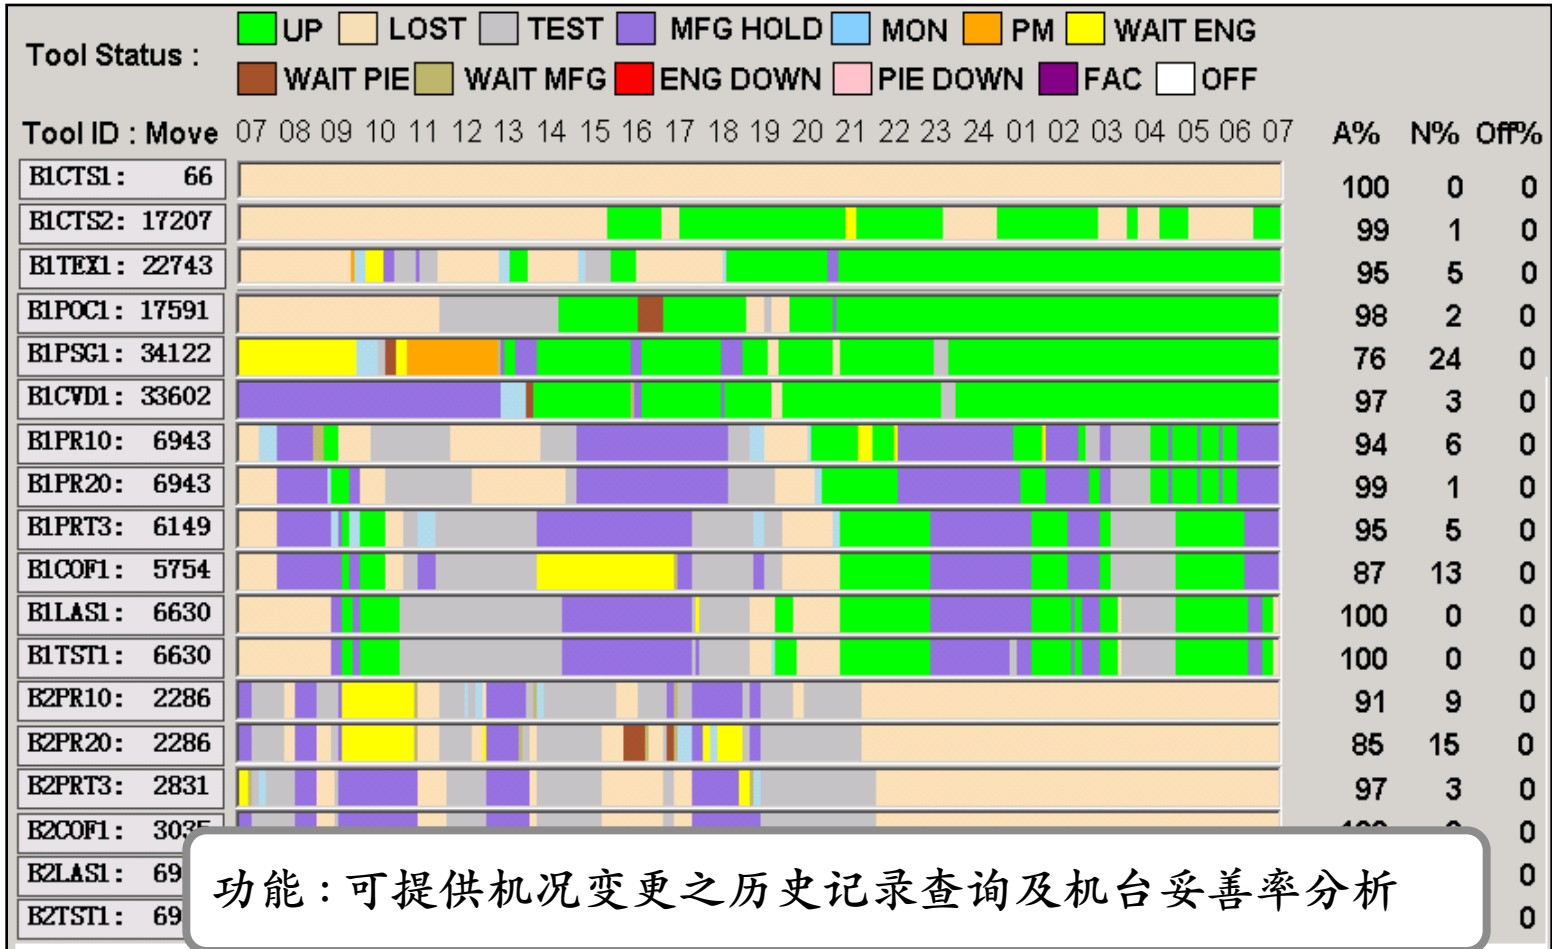 UP LOST TEST MFG HOLD MON PM WAIT ENG
Tool Status :
WAIT PIE WAIT MFG ENG DOWN PIE DOWN FAC OFF
Tool ID : Move 07 08 09 10 11 12 13 14 15 16 17 18 19 20 21 22 23 24 01 02 03 04 05 06 07 A% N% Off%
B1CTS1: 66 100 0 0
B1CTS2: 17207 99 1 0
B1TEX1: 22743 95 5 0
B1POC1: 17591 98 2 0
B1PSG1: 34122 76 24 0
B1CVD1: 33602 97 3 0
B1PR10: 6943 94 6 0
B1PR20: 6943 99 1 0
B1PRT3: 6149 95 5 0
B1COF1: 5754 87 13 0
B1LAS1: 6630 100 0 0
B1TST1: 6630 100 0 0
B2PR10: 2286 91 9 0
B2PR20: 2286 85 15 0
B2PRT3: 2831 97 3 0
B2COF1: 0
B2LAS1: 69 0
B2TST1: 69 0
功能:可提供机况变更之历史记录查询及机台妥善率分析